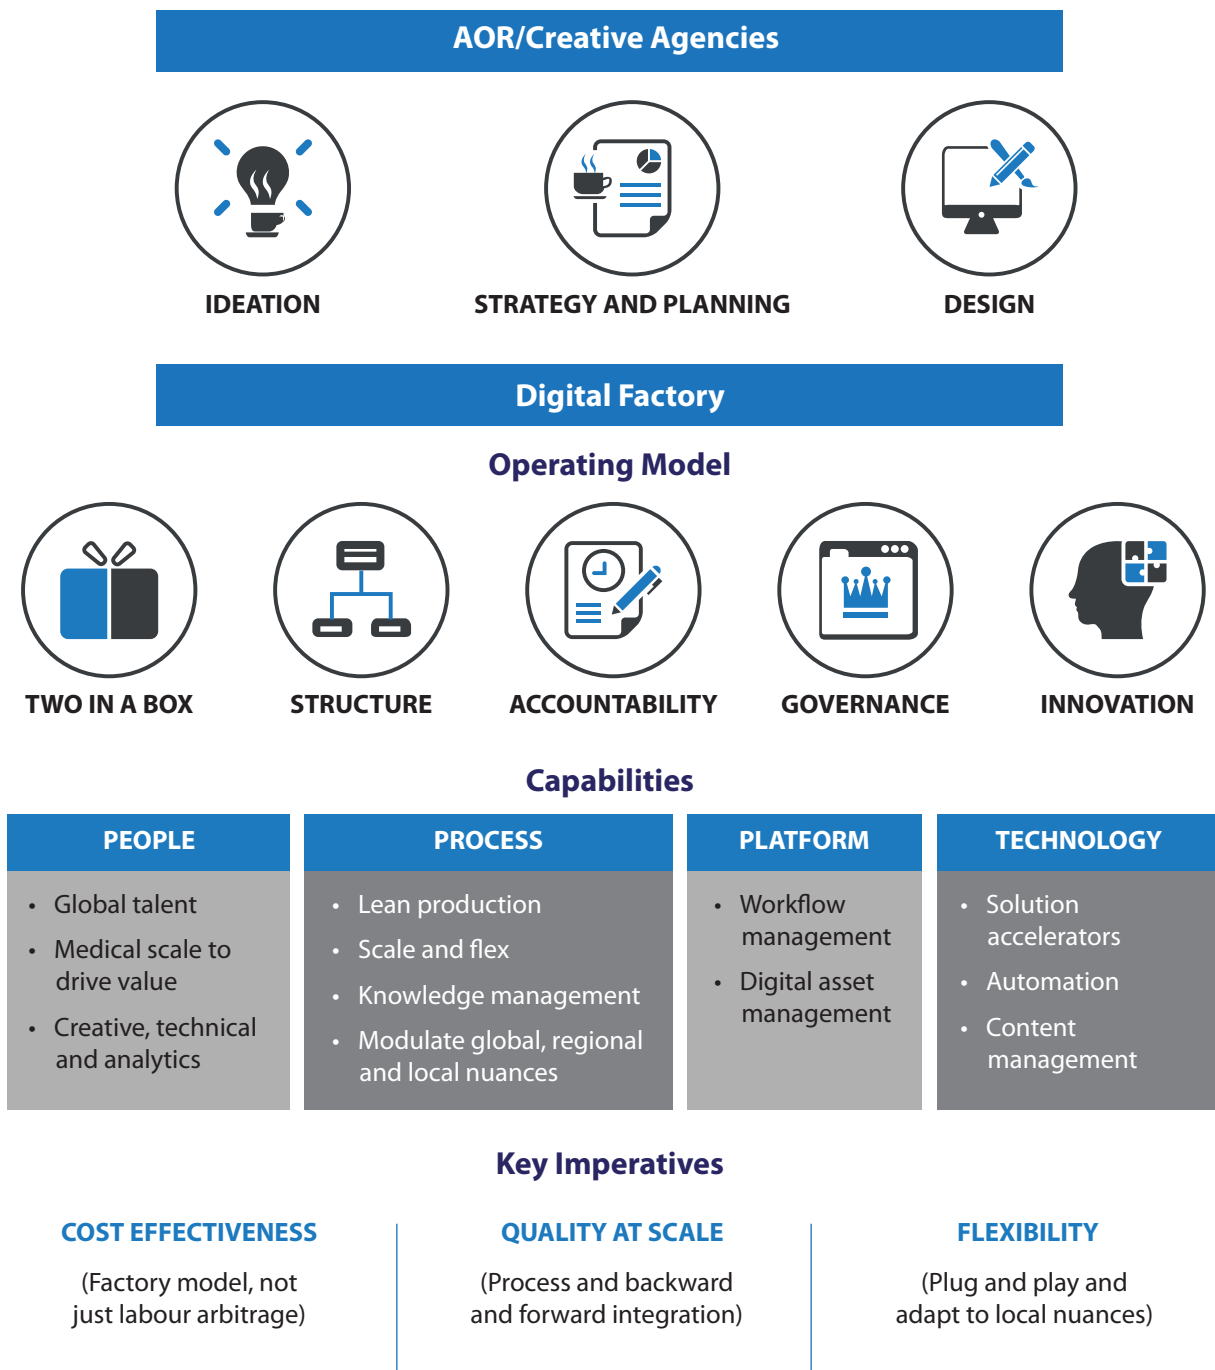 AOR/Creative Agencies
IDEATION
STRATEGY AND PLANNING
DESIGN
Digital Factory
Operating Model
TWO IN A BOX
STRUCTURE
ACCOUNTABILITY
GOVERNANCE
INNOVATION
Capabilities
PEOPLE
• Global talent
• Medical scale to
drive value
• Creative, technical
and analytics
PROCESS
• Lean production
• Scale and flex
• Knowledge management
• Modulate global, regional
and local nuances
PLATFORM
• Workflow
management
• Digital asset
management
TECHNOLOGY
• Solution
accelerators
• Automation
• Content
management
Key Imperatives
COST EFFECTIVENESS
(Factory model, not
just labour arbitrage)
QUALITY AT SCALE
(Process and backward
and forward integration)
FLEXIBILITY
(Plug and play and
adapt to local nuances)